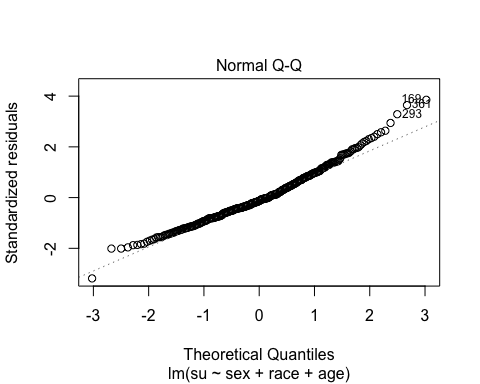 Normal Q-Q
Standardized residuals
4
2
0
-2
169
361
293
-3 -2 -1 0 1 2 3
Theoretical Quantiles
lm(su ~ sex + race + age)